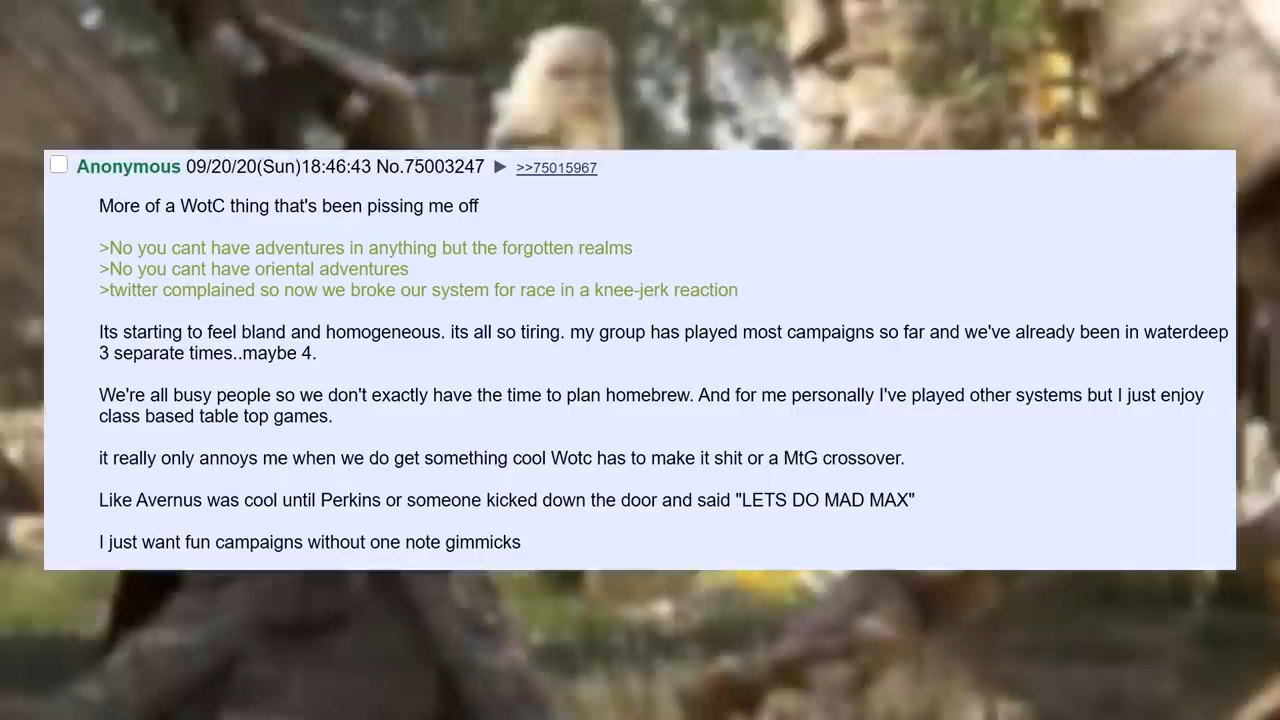 Anonymous 09/20/20(Sun)18:46:43 No.75003247 ▶ >>75015967
More of a WotC thing that's been pissing me off
>No you cant have adventures in anything but the forgotten realms
>No you cant have oriental adventures
>twitter complained so now we broke our system for race in a knee-jerk reaction
Its starting to feel bland and homogeneous. its all so tiring. my group has played most campaigns so far and we've already been in waterdeep
3 separate times..maybe 4.
We're all busy people so we don't exactly have the time to plan homebrew. And for me personally I've played other systems but I just enjoy
class based table top games.
it really only annoys me when we do get something cool Wotc has to make it shit or a MtG crossover.
Like Avernus was cool until Perkins or someone kicked down the door and said "LETS DO MAD MAX"
I just want fun campaigns without one note gimmicks